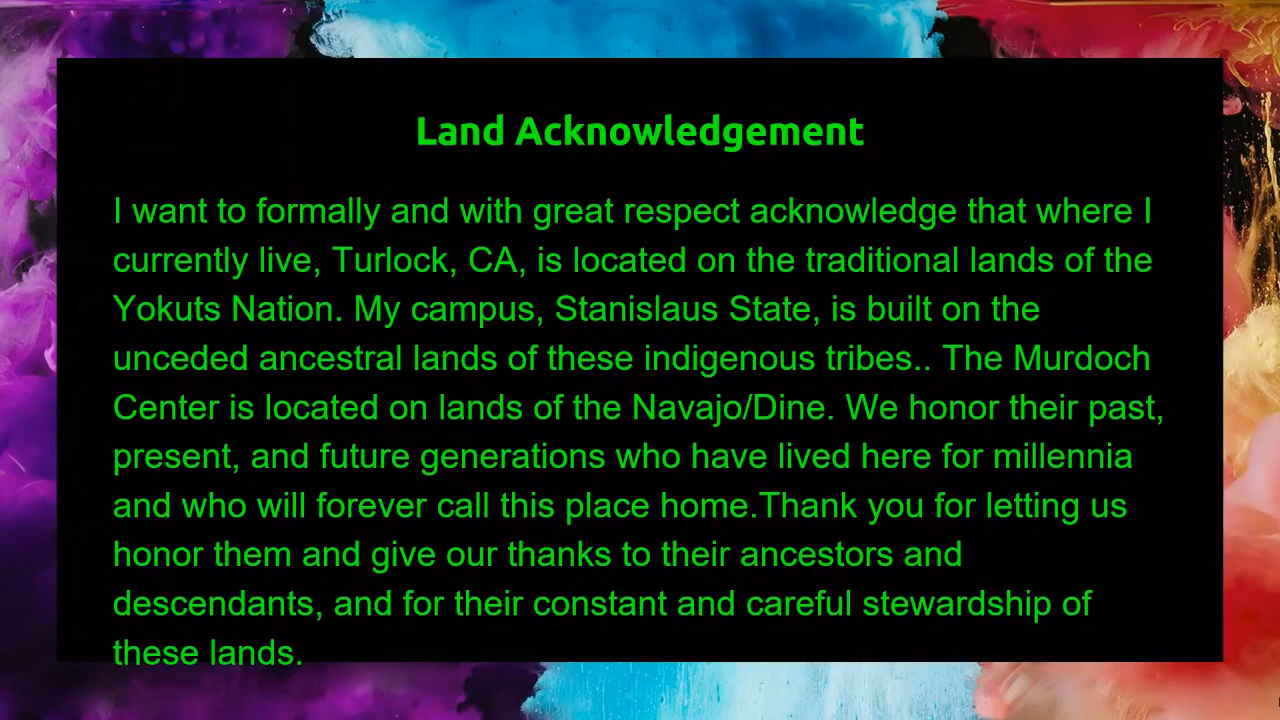 Land Acknowledgement
I want to formally and with great respect acknowledge that where I
currently live, Turlock, CA, is located on the traditional lands of the
Yokuts Nation. My campus, Stanislaus State, is built on the
unceded ancestral lands of these indigenous tribes.. The Murdoch
Center is located on lands of the Navajo/Dine. We honor their past,
present, and future generations who have lived here for millennia
and who will forever call this place home.Thank you for letting us
honor them and give our thanks to their ancestors and
descendants, and for their constant and careful stewardship of
these lands.